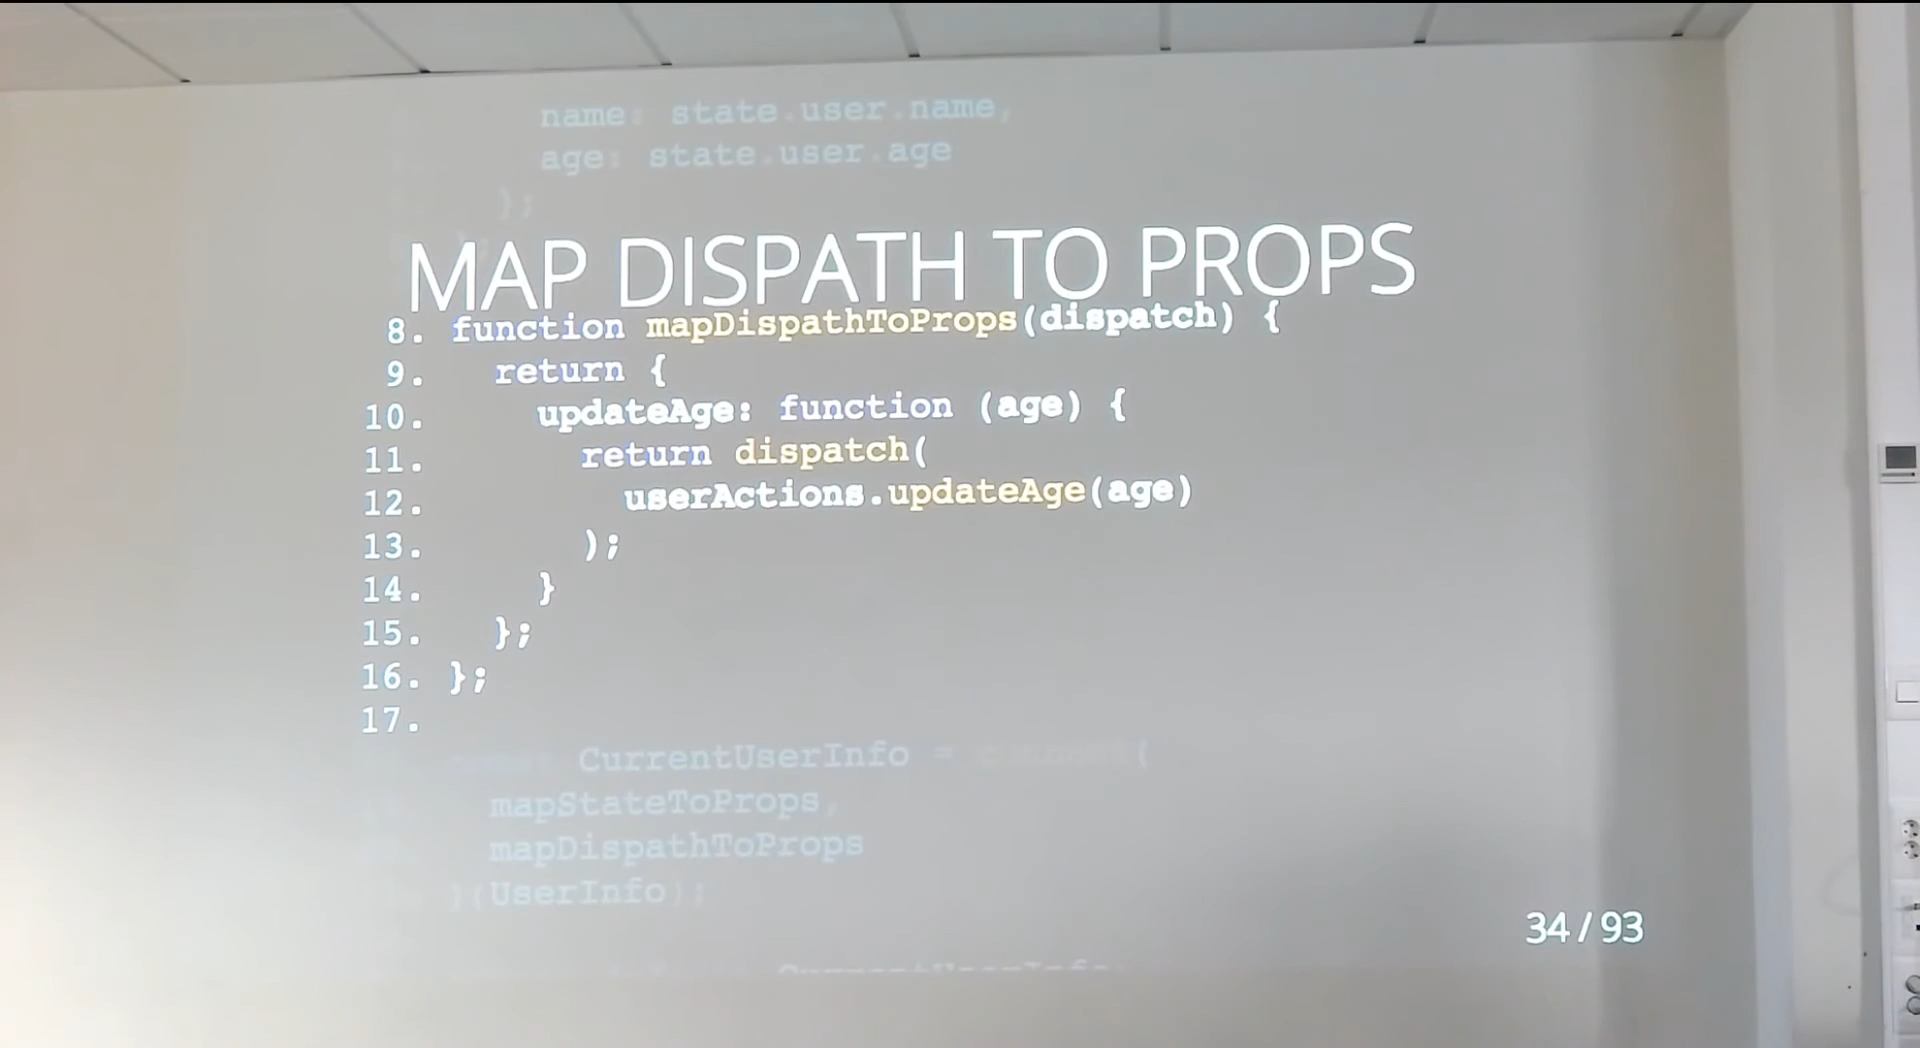 name: state.user.name,
age: state.user.age
};
MAP DISPATH TO PROPS
8. function mapDispathToProps(dispatch) {
9. return {
10. updateAge: function (age) {
11. return dispatch(
12. userActions.updateAge(age)
13. );
14. }
15. };
16. };
17.
CurrentUserInfo = connect(
mapStateToProps,
mapDispathToProps
)(UserInfo);
34/93